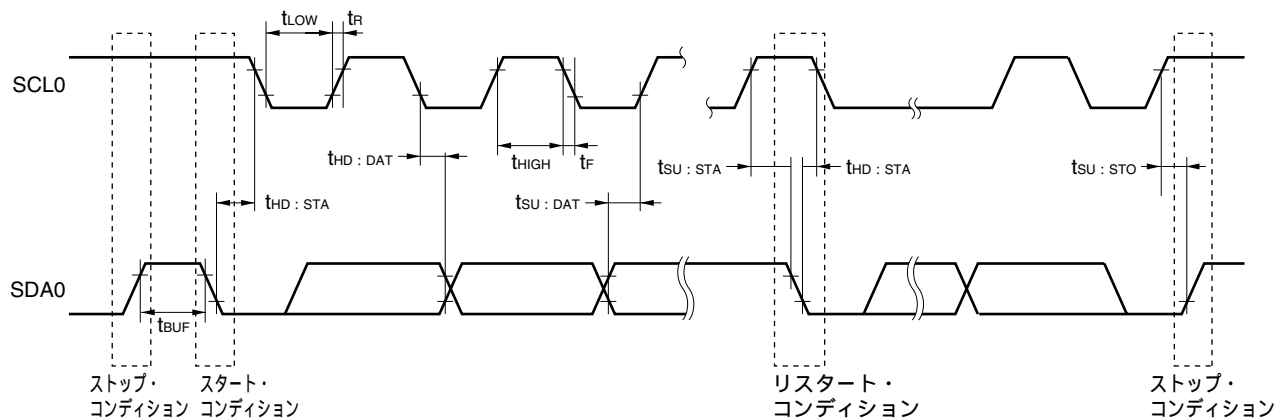 tLOW
tR
SCL0
tHD : DAT
tHIGH
tF
tSU : STA
tHD : STA
tSU : STO
tHD : STA
tSU : DAT
SDA0
tBUF
ストップ・
コンディション
スタート・
コンディション
リスタート・
コンディション
ストップ・
コンディション